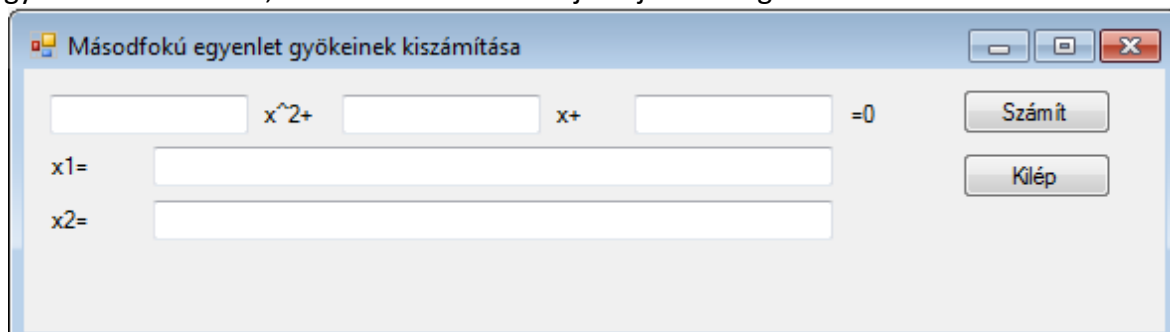 Másodfokú egyenlet gyökeinek kiszámítása
x^2+ x+ =0 Számít
x1= Kilép
x2=